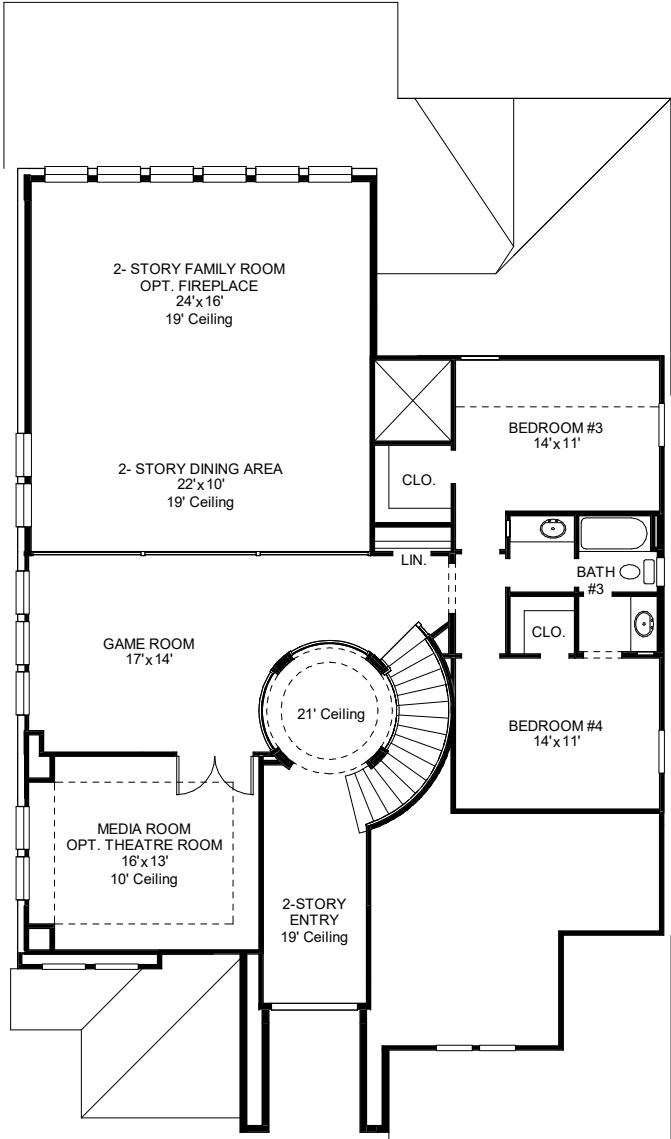 2- STORY FAMILY ROOM
OPT. FIREPLACE
24'x 16'
19' Ceiling
BEDROOM #3
14'x 11'
2- STORY DINING AREA
22'x 10'
19' Ceiling
CLO.
LIN.
BATH
#3
GAME ROOM
17'x 14'
CLO.
21' Ceiling
BEDROOM #4
14'x 11'
MEDIA ROOM
OPT. THEATRE ROOM
16'x 13'
10' Ceiling
2-STORY
ENTRY
19' Ceiling